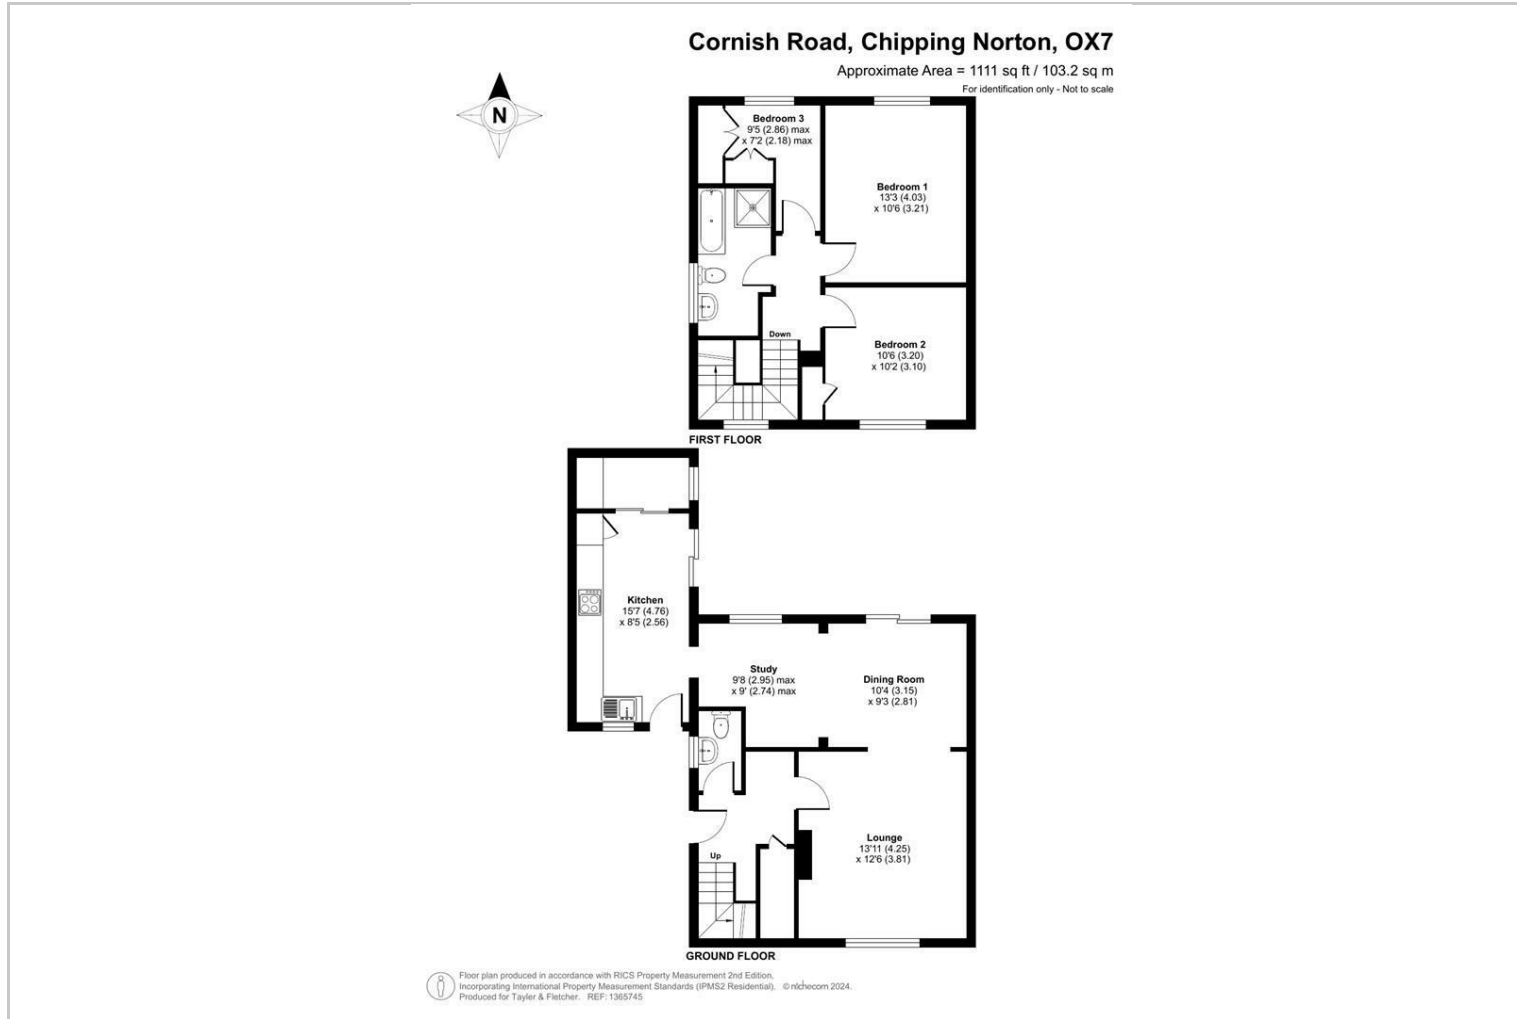 Cornish Road, Chipping Norton, OX7
Approximate Area = 1111 sq ft / 103.2 sq m
For identification only - Not to scale
N
Bedroom 3
9'5 (2.86) max
x 7'2 (2.18) max
Bedroom 1
13'3 (4.03)
x 10'6 (3.21)
Down
Bedroom 2
10'6 (3.20)
x 10'2 (3.10)
FIRST FLOOR
Kitchen
15'7 (4.76)
x 8'5 (2.56)
Study
9'8 (2.95) max
x 9' (2.74) max
Dining Room
10'4 (3.15)
x 9'3 (2.81)
Lounge
13'11 (4.25)
x 12'6 (3.81)
Up
GROUND FLOOR
Floor plan produced in accordance with RICS Property Measurement 2nd Edition,
Incorporating International Property Measurement Standards (IPMS2 Residential). © nichecom 2024.
Produced for Tayler & Fletcher. REF: 1365745